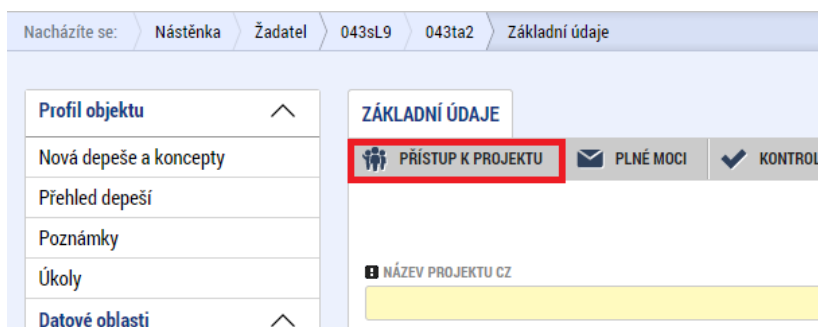 Nacházíte se: Nástěnka Žadatel 043sL9 043ta2 Základní údaje
Profil objektu
Nová depeše a koncepty
Přehled depeší
Poznámky
Úkoly
Datové oblasti
ZÁKLADNÍ ÚDAJE
PŘÍSTUP K PROJEKTU PLNÉ MOCI KONTROL
NÁZEV PROJEKTU CZ